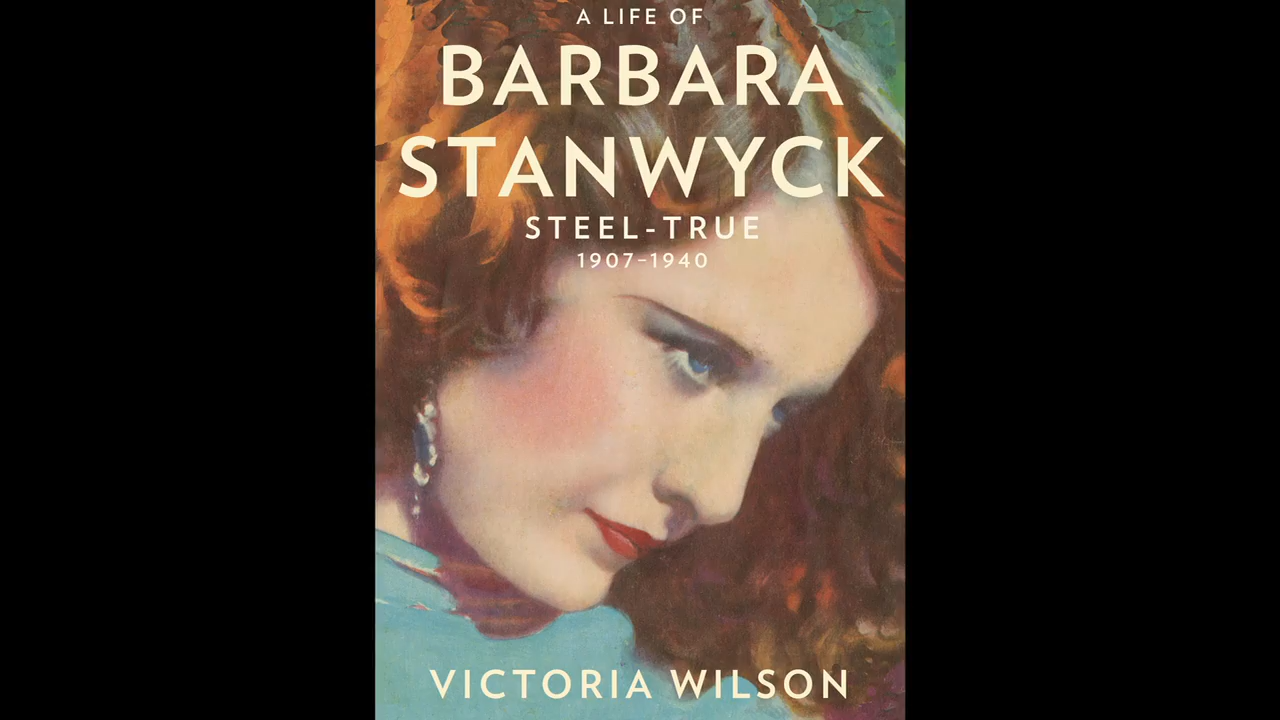 A LIFE OF
BARBARA
STANWYCK
STEEL-TRUE
1907–1940
VICTORIA WILSON